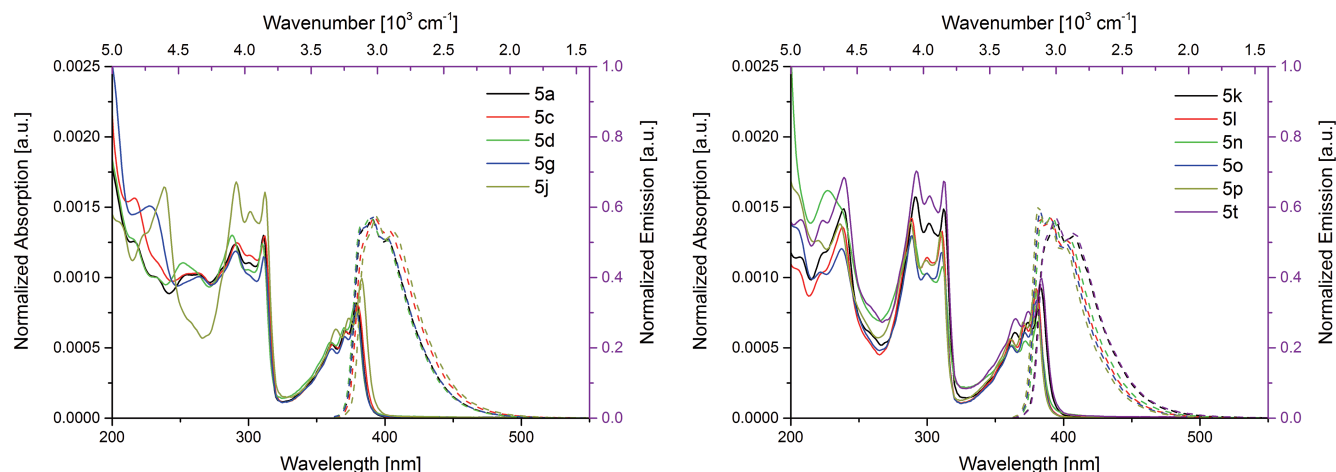 Wavenumber [10³ cm⁻¹]
5.0 4.5 4.0 3.5 3.0 2.5 2.0 1.5
0.0025 1.0
0.0020 0.8
0.0015 0.6
0.0010 0.4
0.0005 0.2
0.0000 0.0
Normalized Absorption [a.u.]
Normalized Emission [a.u.]
5a
5c
5d
5g
5j
200 300 400 500
Wavelength [nm]
Wavenumber [10³ cm⁻¹]
5.0 4.5 4.0 3.5 3.0 2.5 2.0 1.5
0.0025 1.0
0.0020 0.8
0.0015 0.6
0.0010 0.4
0.0005 0.2
0.0000 0.0
Normalized Absorption [a.u.]
Normalized Emission [a.u.]
5k
5l
5n
5o
5p
5t
200 300 400 500
Wavelength [nm]